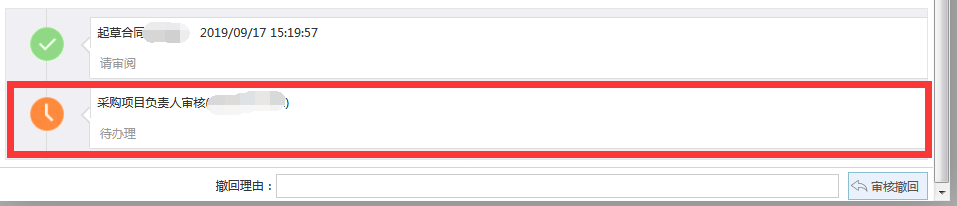 起草合同 2019/09/17 15:19:57
请审阅
采购项目负责人审核( )
待办理
撤回理由：
审核撤回